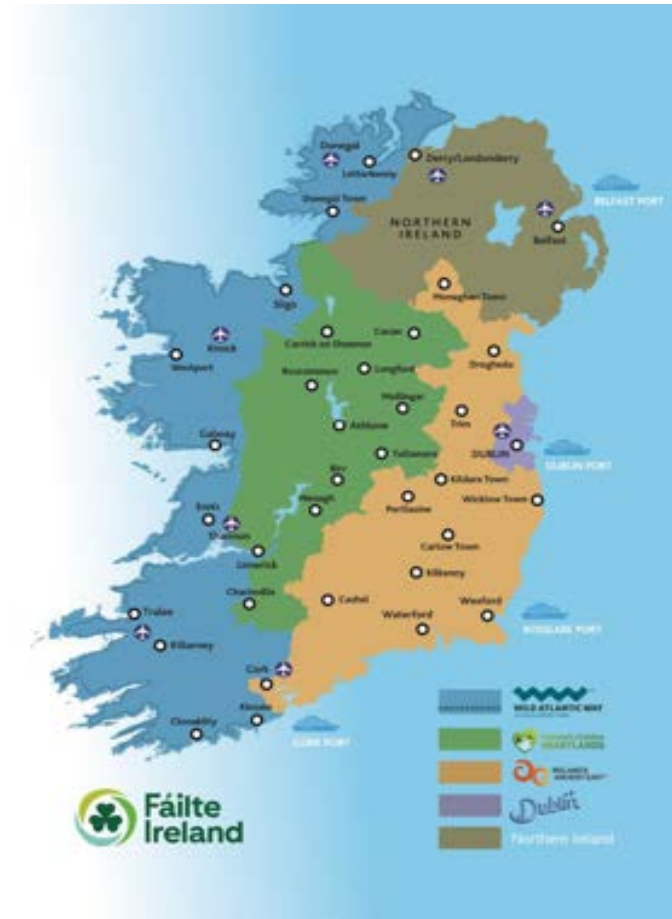 Donegal
Letterkenny
Derry/Londonderry
Donegal Town
NORTHERN
IRELAND
BELFAST PORT
Belfast
Sligo
Monaghan Town
Knock
Carrick on Shannon
Cavan
Westport
Drogheda
Roscommon
Longford
Mullingar
Trim
Galway
Athlone
DUBLIN
DUBLIN PORT
Tullamore
Birr
Kildare Town
Nenagh
Portlaoise
Winslow Town
Ennis
Shannon
Carlow Town
Limerick
Kilkenny
Charleville
Cashel
Wexford
Tralee
Waterford
ROSSLARE PORT
Killarney
Cork
Kinsale
Clonakilty
CORK PORT
WILD ATLANTIC WAY
HEARTLANDS
IRELAND'S
ANCIENT EAST
Dublin
Northern Ireland
Fáilte
Ireland